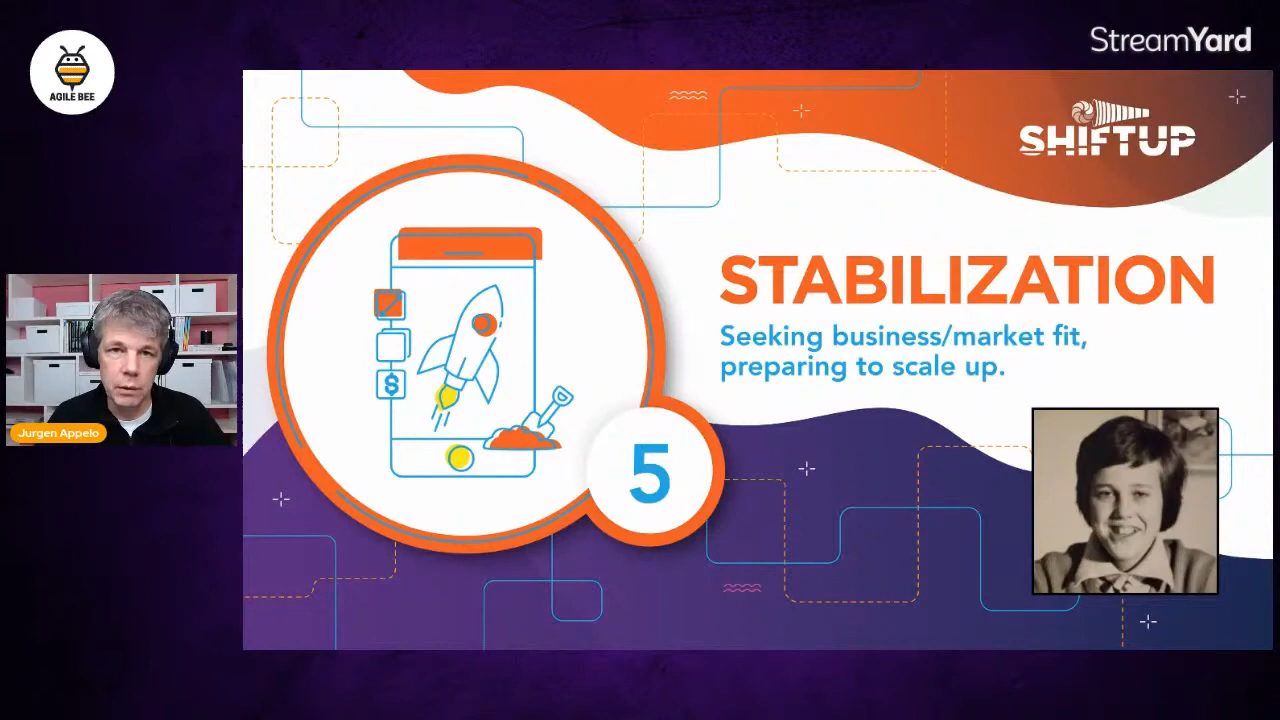 AGILE BEE
StreamYard
SHIFTUP
STABILIZATION
Seeking business/market fit,
preparing to scale up.
$
5
Jurgen Appelo